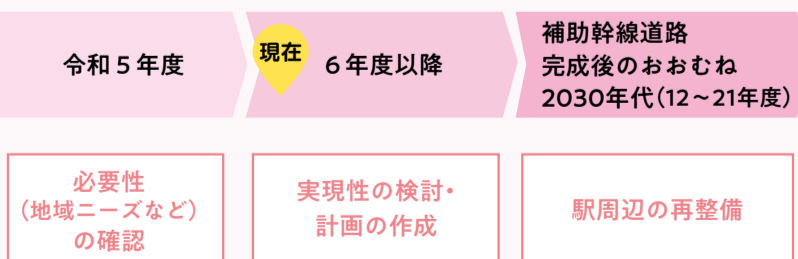 令和5年度
現在
6年度以降
補助幹線道路
完成後のおおむね
2030年代(12～21年度)
必要性
(地域ニーズなど)
の確認
実現性の検討・
計画の作成
駅周辺の再整備